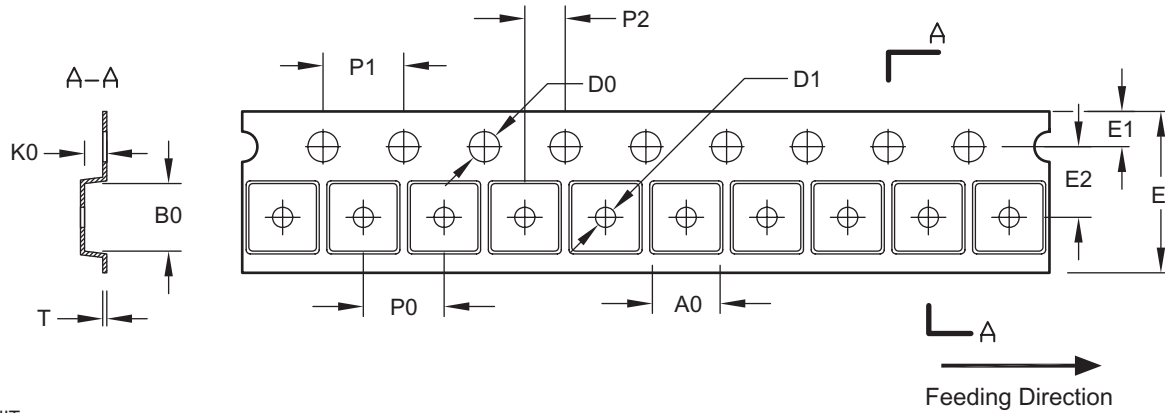 P2
A
P1
D0
D1
A-A
E1
K0
E2
B0
E
P0
A0
T
A
Feeding Direction